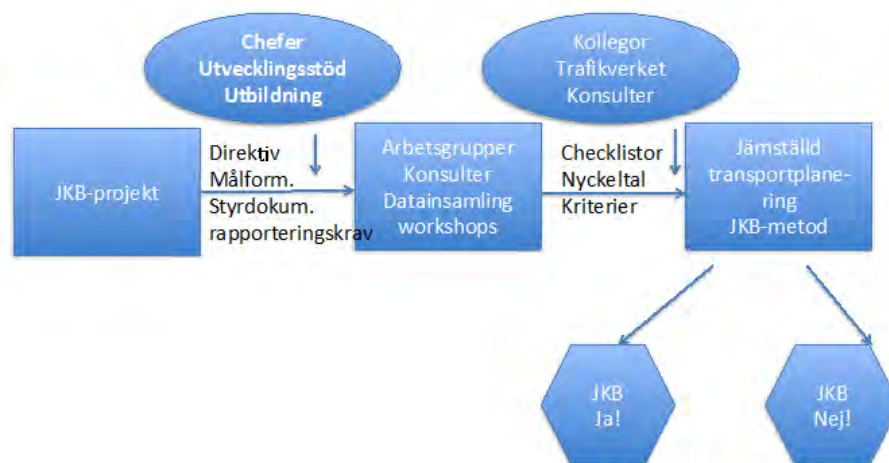 Chefer
Utvecklingsstöd
Utbildning
Kollegor
Trafikverket
Konsulter
JKB-projekt
Direktiv
Målform.
Styrdokum.
rapporteringskrav
Arbetsgrupper
Konsulter
Datainsamling
workshops
Checklistor
Nyckeltal
Kriterier
Jämställd
transportplane-
ring
JKB-metod
JKB
Ja!
JKB
Nej!